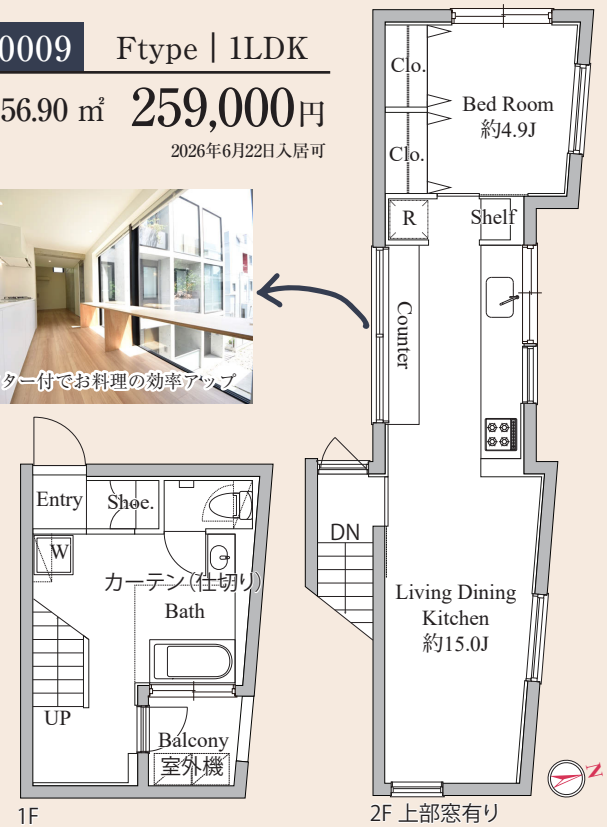 0009 Ftype | 1LDK
56.90 ㎡ 259,000円
2026年6月22日入居可
ター付でお料理の効率アップ
Clo.
Bed Room
約4.9J
Clo.
R
Shelf
Counter
DN
Living Dining
Kitchen
約15.0J
Entry
Shoe.
W
カーテン(仕切り)
Bath
UP
Balcony
室外機
1F
2F 上部窓有り
N